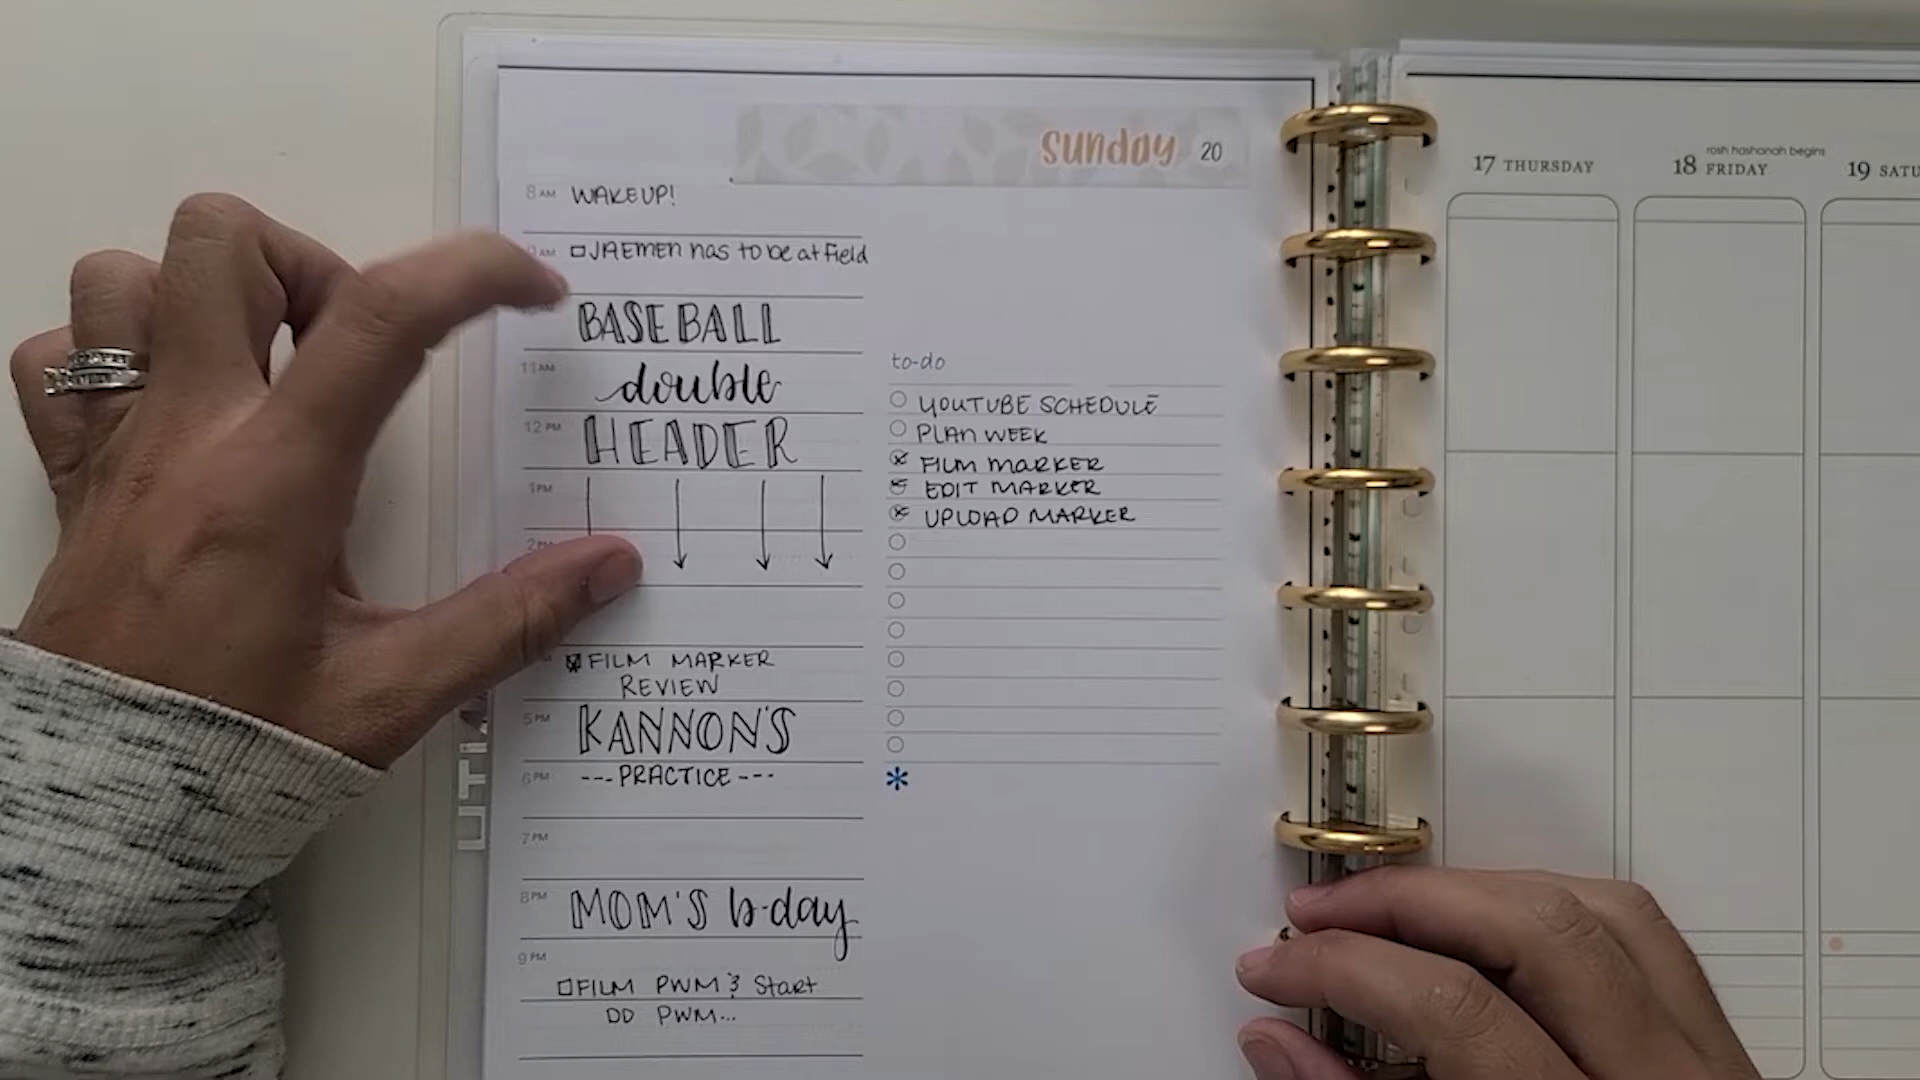 sunday 20
8 AM WAKEUP!
AM JAEMEN has to be at Field
BASEBALL
11 AM double
12 PM HEADER
1 PM
2 PM
FILM MARKER
REVIEW
5 PM KANNON'S
6 PM ---PRACTICE---
7 PM
8 PM MOM'S b-day
9 PM
FILM PWM & Start
DD PWM...
to-do
YOUTUBE SCHEDULE
PLAN WEEK
FILM MARKER
EDIT MARKER
UPLOAD MARKER
*
17 THURSDAY
rosh hashanah begins
18 FRIDAY
19 SATU